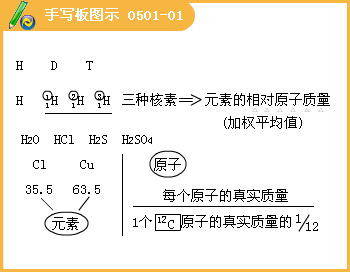 手写板图示 0501-01
H D T
H ¹₁H ²₁H ³₁H 三种核素⟹元素的相对原子质量
(加权平均值)
H₂O HCl H₂S H₂SO₄
Cl Cu 原子
35.5 63.5 每个原子的真实质量
元素 1个 ¹²C 原子的真实质量的 1/12